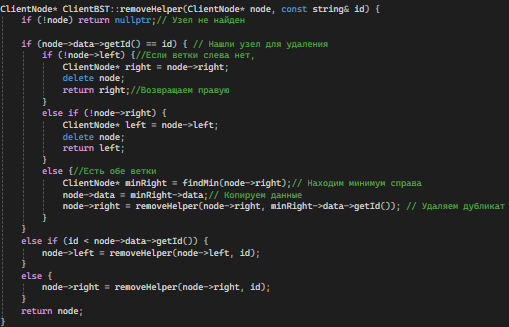 ClientNode* ClientBST::removeHelper(ClientNode* node, const string& id) {
    if (!node) return nullptr;// Узел не найден

    if (node->data->getId() == id) { // Нашли узел для удаления
        if (!node->left) {//Если ветки слева нет,
            ClientNode* right = node->right;
            delete node;
            return right;//Возвращаем правую
        }
        else if (!node->right) {
            ClientNode* left = node->left;
            delete node;
            return left;
        }
        else {//Есть обе ветки
            ClientNode* minRight = findMin(node->right);// Находим минимум справа
            node->data = minRight->data;// Копируем данные
            node->right = removeHelper(node->right, minRight->data->getId()); // Удаляем дубликат
        }
    }
    else if (id < node->data->getId()) {
        node->left = removeHelper(node->left, id);
    }
    else {
        node->right = removeHelper(node->right, id);
    }
    return node;
}